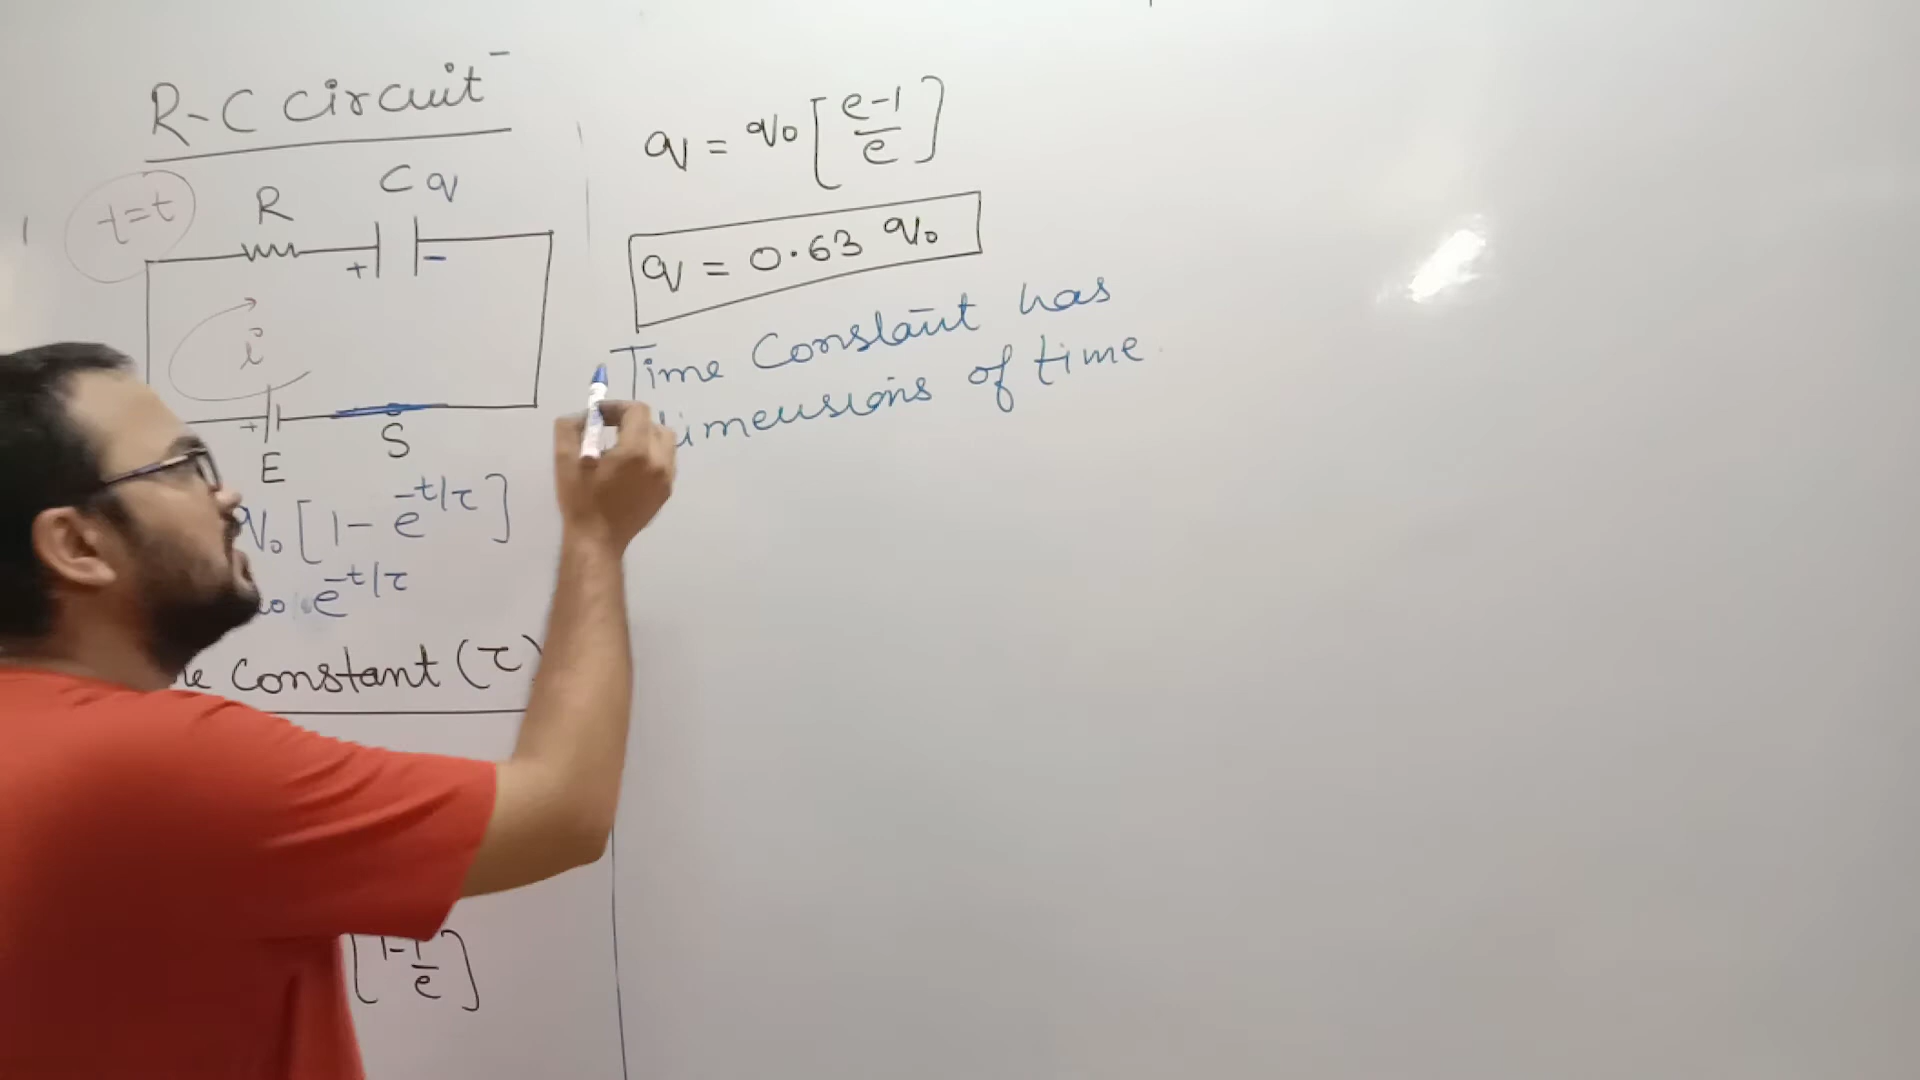 R-C Circuit -
t=t
R
C q
+ -
i
+
E
S
q₀ [1- e^-t/τ]
e^-t/τ
Constant (τ)
[1-1/e]
q = q₀ [e-1/e]
q = 0.63 q₀
Time Constant has
dimensions of time